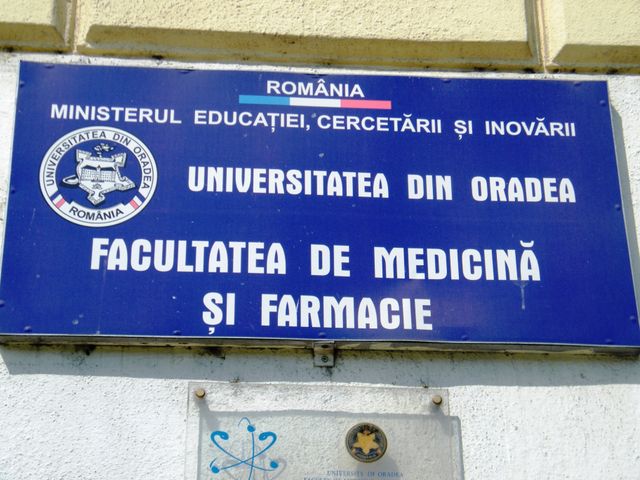 ROMÂNIA
MINISTERUL EDUCAȚIEI, CERCETĂRII ȘI INOVĂRII
UNIVERSITATEA DIN ORADEA
ROMÂNIA
UNIVERSITATEA DIN ORADEA
FACULTATEA DE MEDICINĂ
ȘI FARMACIE
UNIVERSITY OF ORADEA